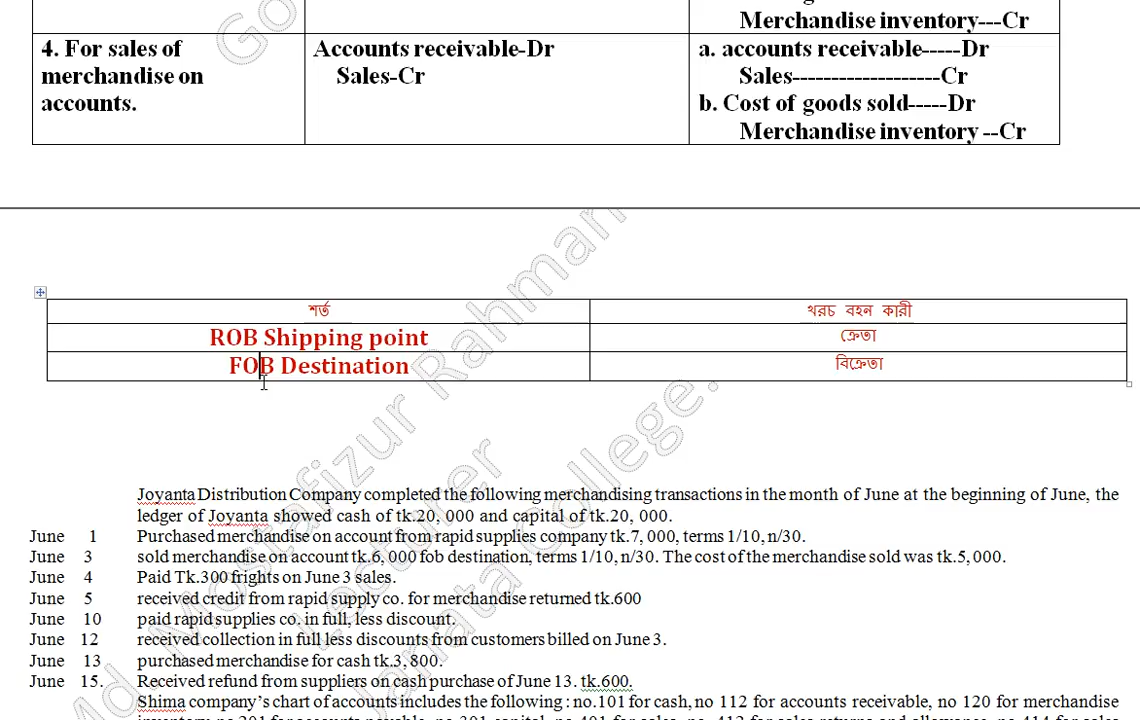 Merchandise inventory---Cr
4. For sales of merchandise on accounts.
Accounts receivable-Dr
Sales-Cr
a. accounts receivable-----Dr
Sales-------------------Cr
b. Cost of goods sold-----Dr
Merchandise inventory --Cr
শর্ত খরচ বহন কারী
ROB Shipping point ক্রেতা
FOB Destination বিক্রেতা
Joyanta Distribution Company completed the following merchandising transactions in the month of June at the beginning of June, the
ledger of Joyanta showed cash of tk.20, 000 and capital of tk.20, 000.
June 1 Purchased merchandise on account from rapid supplies company tk.7, 000, terms 1/10, n/30.
June 3 sold merchandise on account tk.6, 000 fob destination, terms 1/10, n/30. The cost of the merchandise sold was tk.5, 000.
June 4 Paid Tk.300 frights on June 3 sales.
June 5 received credit from rapid supply co. for merchandise returned tk.600
June 10 paid rapid supplies co. in full, less discount.
June 12 received collection in full less discounts from customers billed on June 3.
June 13 purchased merchandise for cash tk.3, 800.
June 15. Received refund from suppliers on cash purchase of June 13. tk.600.
Shima company's chart of accounts includes the following : no.101 for cash, no 112 for accounts receivable, no 120 for merchandise
Md. Mostafizur Rahman
Lecturer
Janata College.